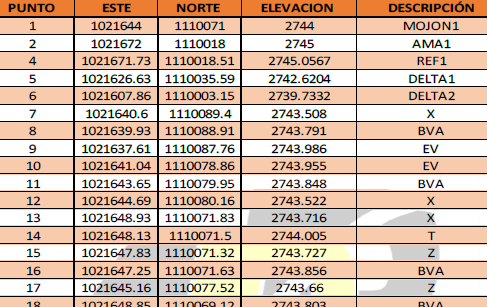 PUNTO ESTE NORTE ELEVACION DESCRIPCIÓN
1 1021644 1110071 2744 MOJON1
2 1021672 1110018 2745 AMA1
4 1021671.73 1110018.51 2745.0567 REF1
5 1021626.63 1110035.59 2742.6204 DELTA1
6 1021607.86 1110003.15 2739.7332 DELTA2
7 1021640.6 1110089.4 2743.508 X
8 1021639.93 1110088.91 2743.791 BVA
9 1021637.61 1110087.76 2743.986 EV
10 1021641.04 1110078.86 2743.955 EV
11 1021643.65 1110079.95 2743.848 BVA
12 1021644.69 1110080.16 2743.522 X
13 1021648.93 1110071.83 2743.716 X
14 1021648.13 1110071.5 2744.005 T
15 1021647.83 1110071.32 2743.727 Z
16 1021647.25 1110071.63 2743.856 BVA
17 1021645.16 1110077.52 2743.66 Z
18 1021648.85 1110069.12 2743.803 BVA